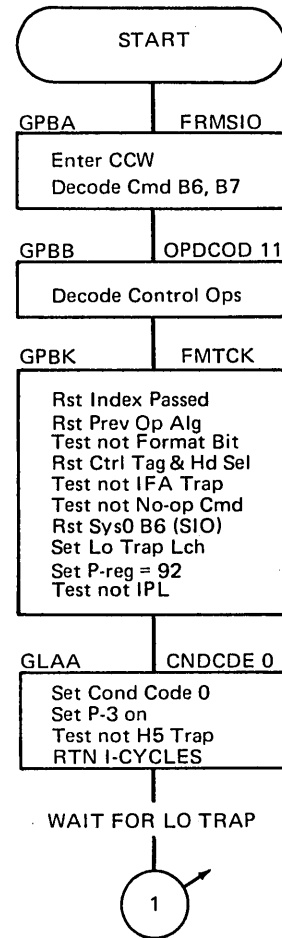 START
GPBA FRMSIO
Enter CCW
Decode Cmd B6, B7
GPBB OPDCOD 11
Decode Control Ops
GPBK FMTCK
Rst Index Passed
Rst Prev Op Alg
Test not Format Bit
Rst Ctrl Tag & Hd Sel
Test not IFA Trap
Test not No-op Cmd
Rst Sys0 B6 (SIO)
Set Lo Trap Lch
Set P-reg = 92
Test not IPL
GLAA CNDCDE 0
Set Cond Code 0
Set P-3 on
Test not H5 Trap
RTN I-CYCLES
WAIT FOR LO TRAP
1